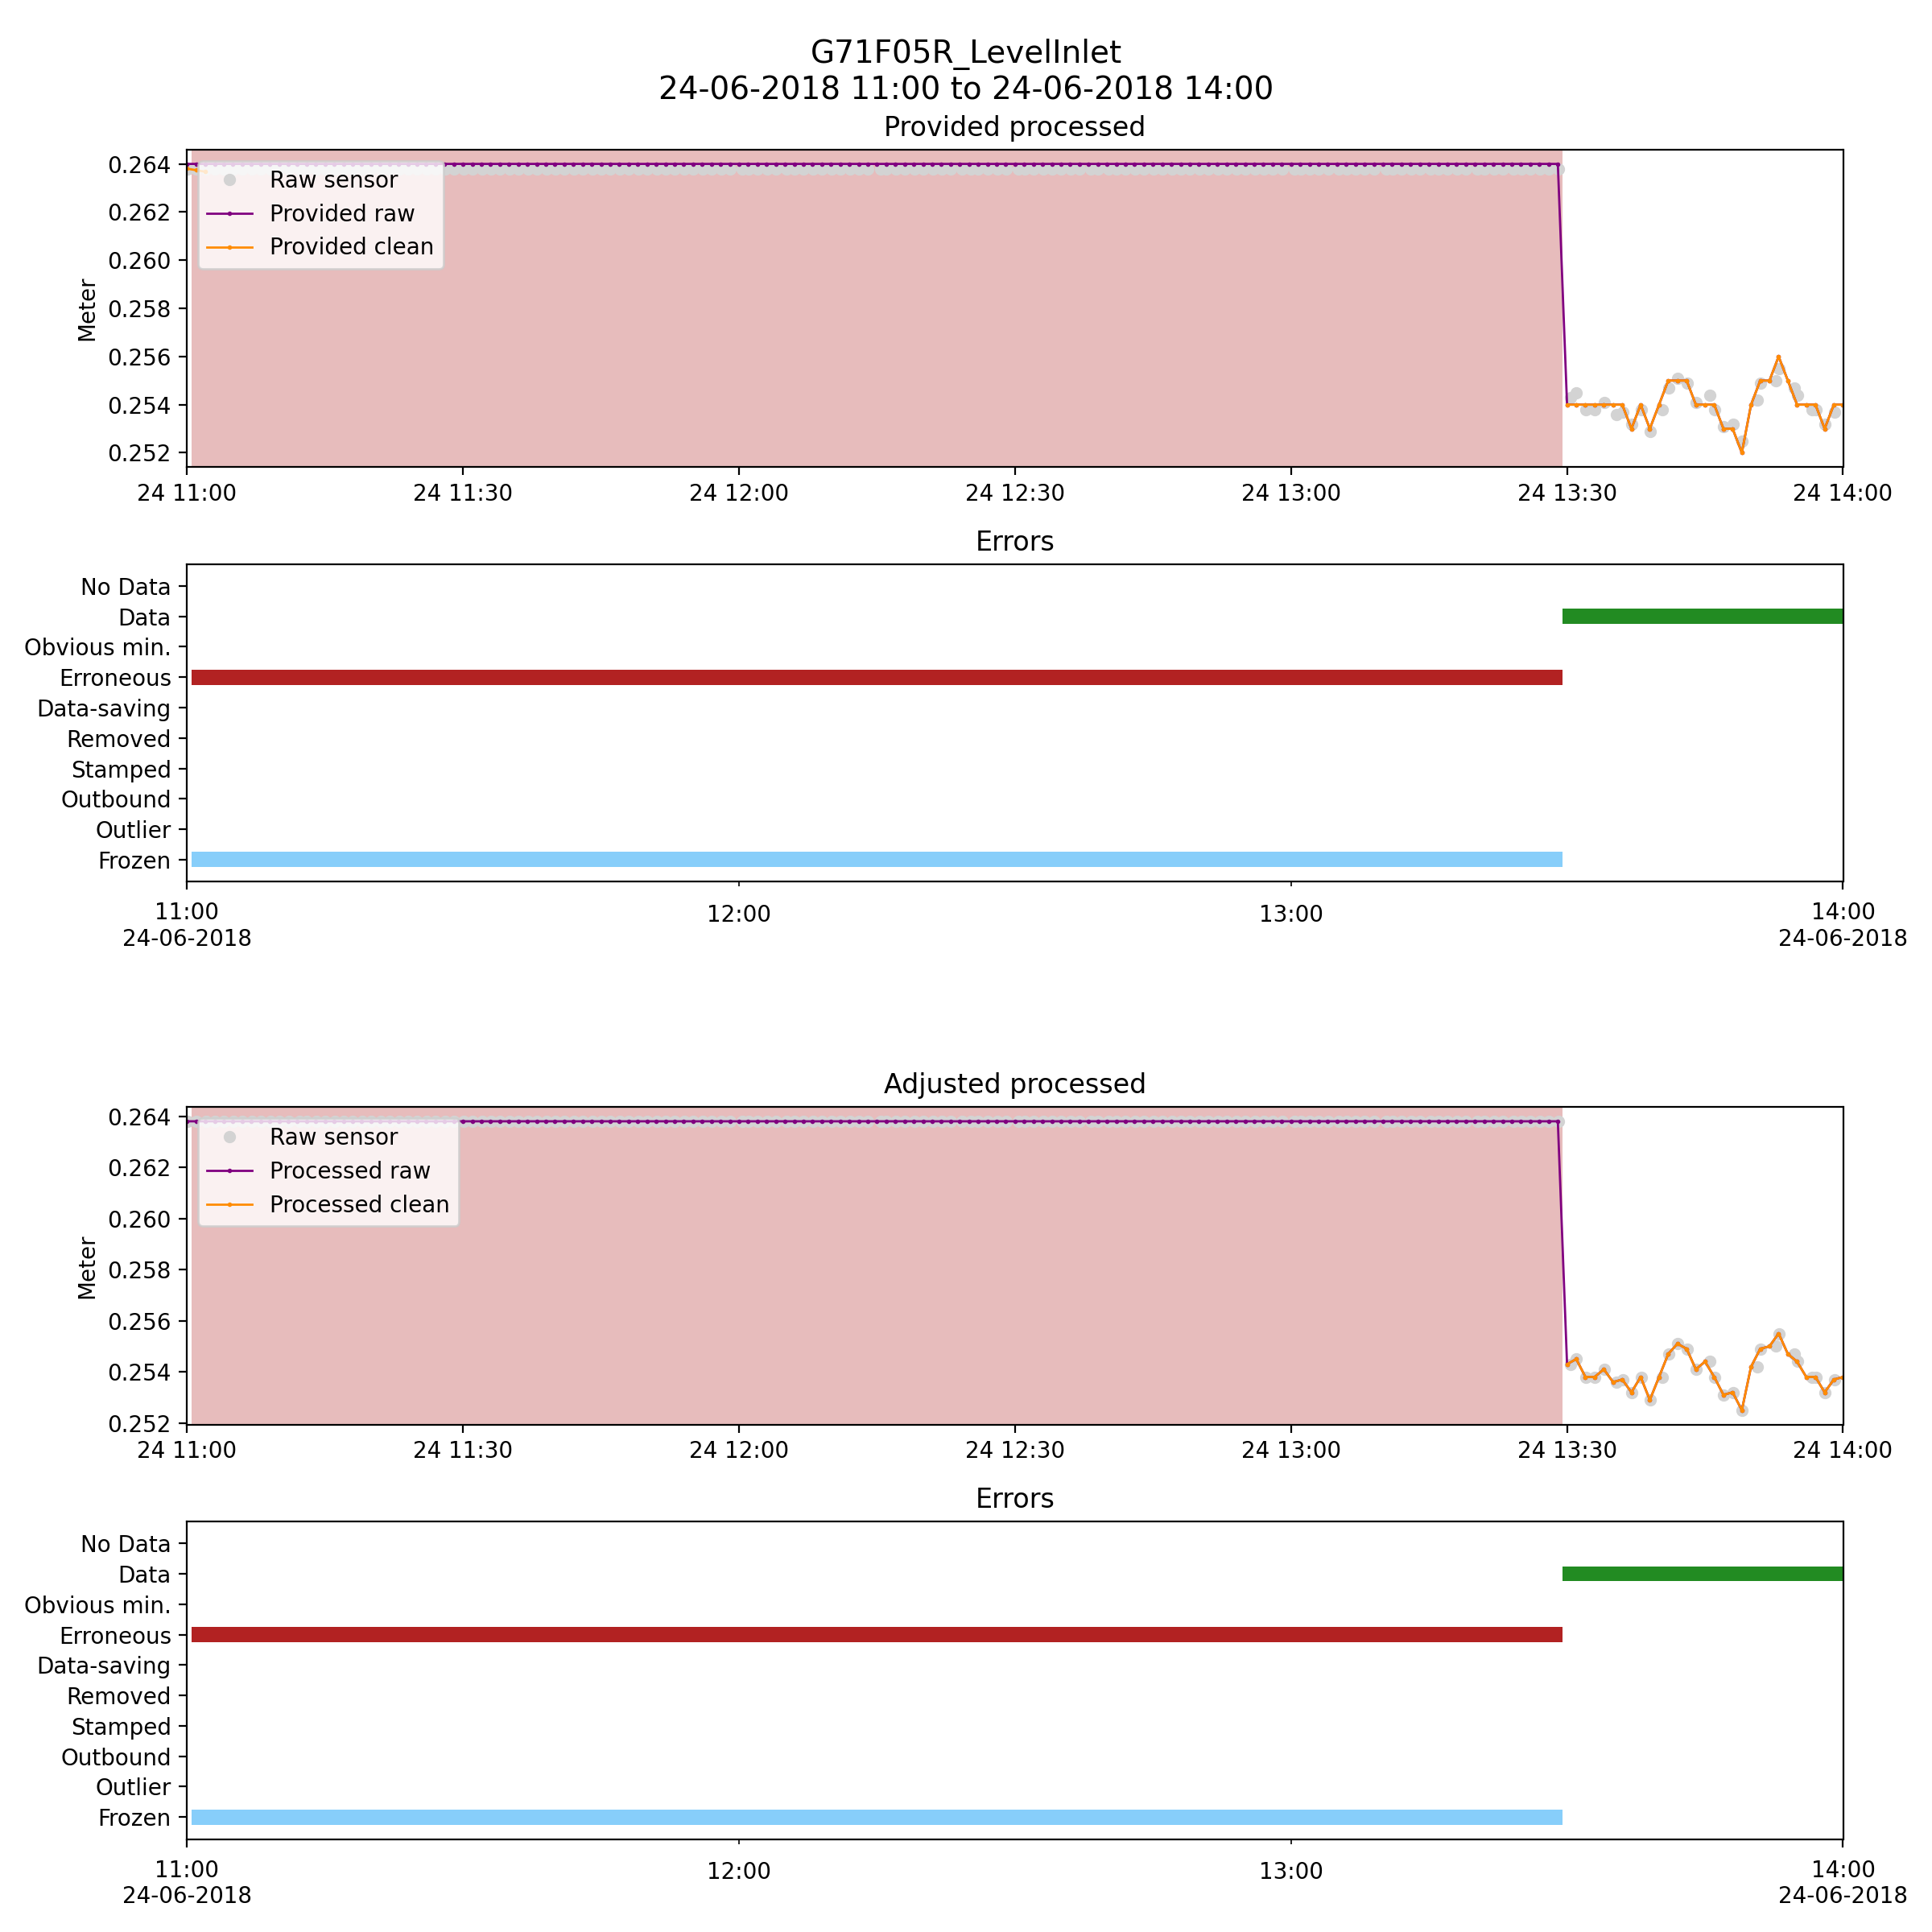 G71F05R_LevelInlet
24-06-2018 11:00 to 24-06-2018 14:00
Provided processed
0.264
0.262
0.260
0.258
0.256
0.254
0.252
Meter
Raw sensor
Provided raw
Provided clean
24 11:00 24 11:30 24 12:00 24 12:30 24 13:00 24 13:30 24 14:00
Errors
No Data
Data
Obvious min.
Erroneous
Data-saving
Removed
Stamped
Outbound
Outlier
Frozen
11:00 12:00 13:00 14:00
24-06-2018 24-06-2018
Adjusted processed
0.264
0.262
0.260
0.258
0.256
0.254
0.252
Meter
Raw sensor
Processed raw
Processed clean
24 11:00 24 11:30 24 12:00 24 12:30 24 13:00 24 13:30 24 14:00
Errors
No Data
Data
Obvious min.
Erroneous
Data-saving
Removed
Stamped
Outbound
Outlier
Frozen
11:00 12:00 13:00 14:00
24-06-2018 24-06-2018